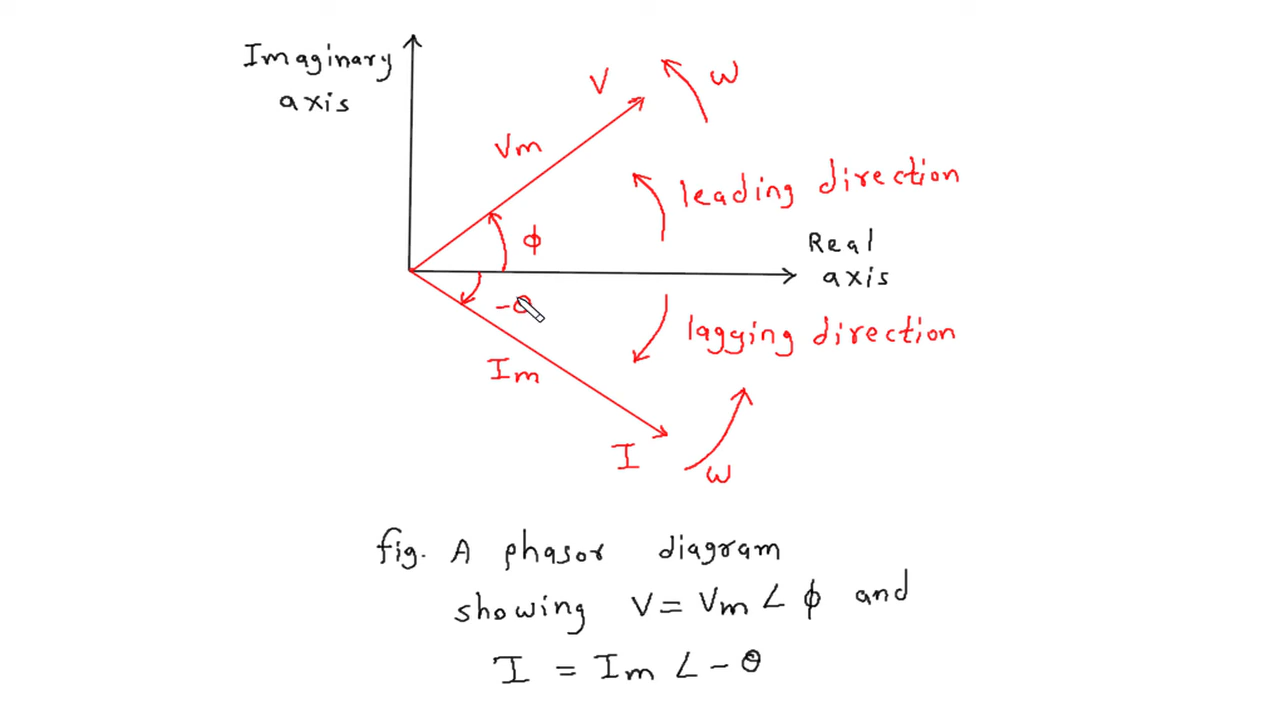 Imaginary
axis
V
ω
Vm
leading direction
ϕ
Real
axis
-θ
lagging direction
Im
I
ω
fig. A phasor diagram
showing V = Vm ∠ ϕ and
I = Im ∠ - θ